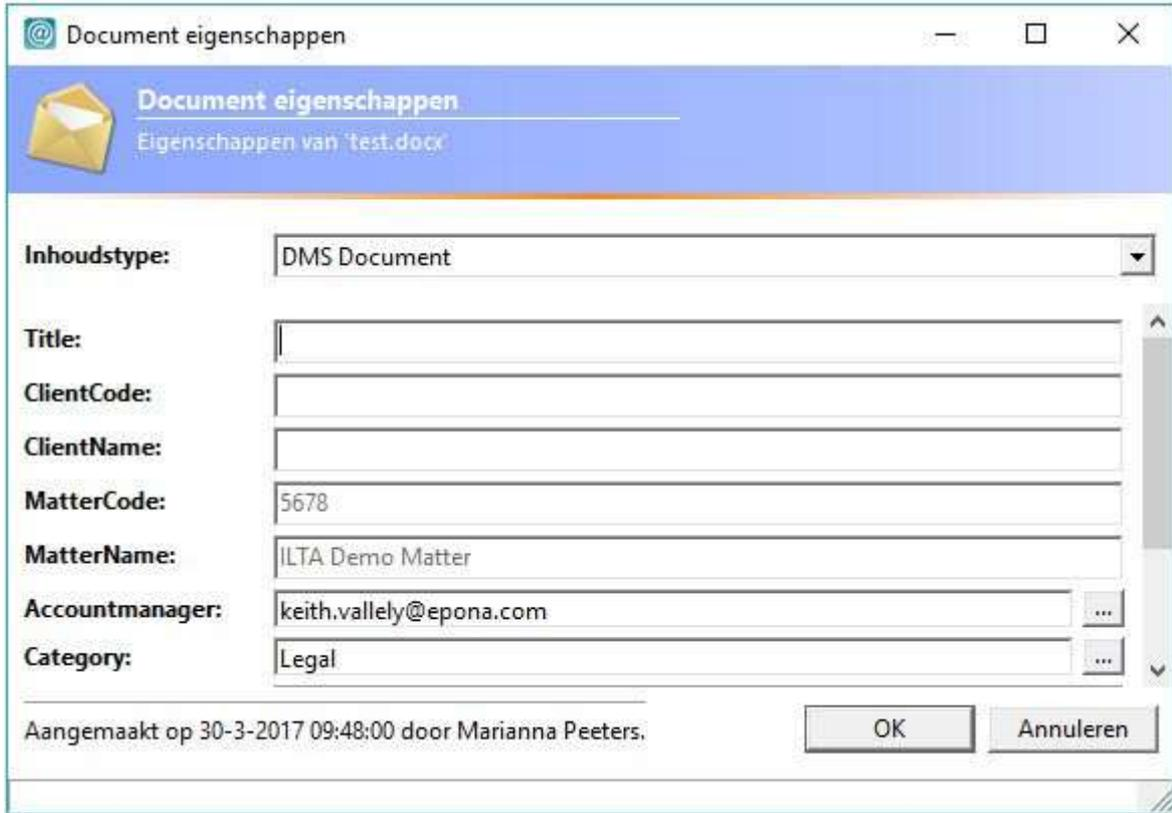 Document eigenschappen
Document eigenschappen
Eigenschappen van 'test.docx'
Inhoudstype: DMS Document
Title:
ClientCode:
ClientName:
MatterCode: 5678
MatterName: ILTA Demo Matter
Accountmanager: keith.vallely@epona.com ...
Category: Legal ...
Aangemaakt op 30-3-2017 09:48:00 door Marianna Peeters. OK Annuleren